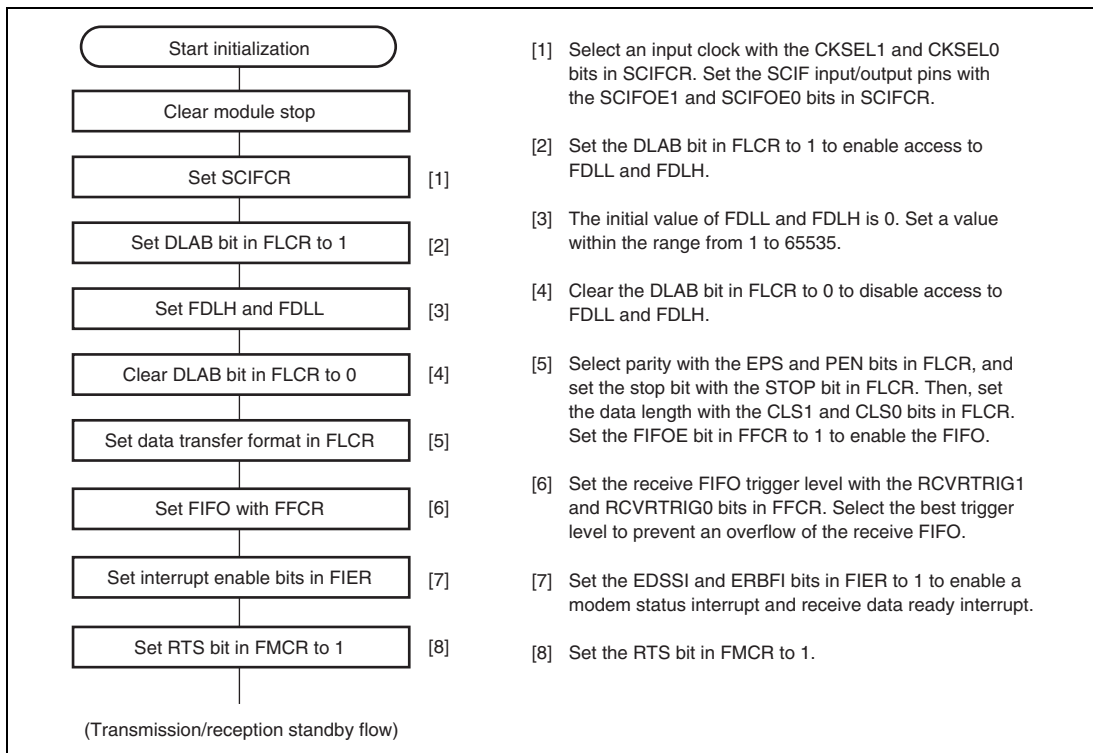 Start initialization
Clear module stop
Set SCIFCR
[1]
Set DLAB bit in FLCR to 1
[2]
Set FDLH and FDLL
[3]
Clear DLAB bit in FLCR to 0
[4]
Set data transfer format in FLCR
[5]
Set FIFO with FFCR
[6]
Set interrupt enable bits in FIER
[7]
Set RTS bit in FMCR to 1
[8]
(Transmission/reception standby flow)
[1] Select an input clock with the CKSEL1 and CKSEL0
bits in SCIFCR. Set the SCIF input/output pins with
the SCIFOE1 and SCIFOE0 bits in SCIFCR.
[2] Set the DLAB bit in FLCR to 1 to enable access to
FDLL and FDLH.
[3] The initial value of FDLL and FDLH is 0. Set a value
within the range from 1 to 65535.
[4] Clear the DLAB bit in FLCR to 0 to disable access to
FDLL and FDLH.
[5] Select parity with the EPS and PEN bits in FLCR, and
set the stop bit with the STOP bit in FLCR. Then, set
the data length with the CLS1 and CLS0 bits in FLCR.
Set the FIFOE bit in FFCR to 1 to enable the FIFO.
[6] Set the receive FIFO trigger level with the RCVRTRIG1
and RCVRTRIG0 bits in FFCR. Select the best trigger
level to prevent an overflow of the receive FIFO.
[7] Set the EDSSI and ERBFI bits in FIER to 1 to enable a
modem status interrupt and receive data ready interrupt.
[8] Set the RTS bit in FMCR to 1.